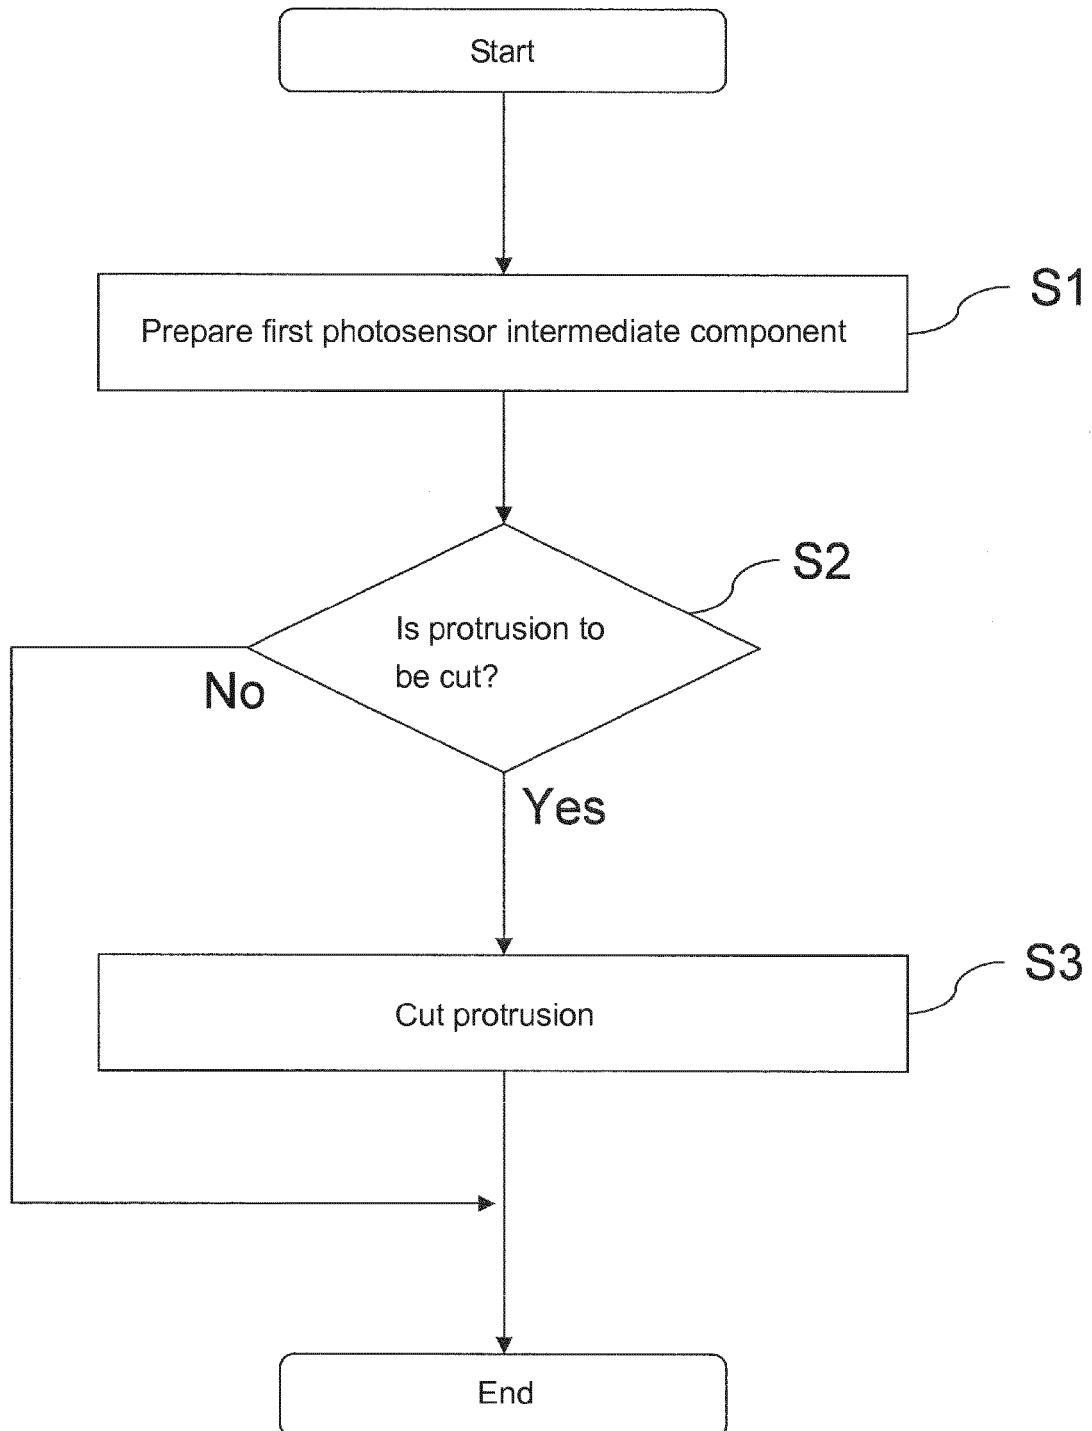 Start
Prepare first photosensor intermediate component
S1
Is protrusion to
be cut?
S2
No
Yes
Cut protrusion
S3
End